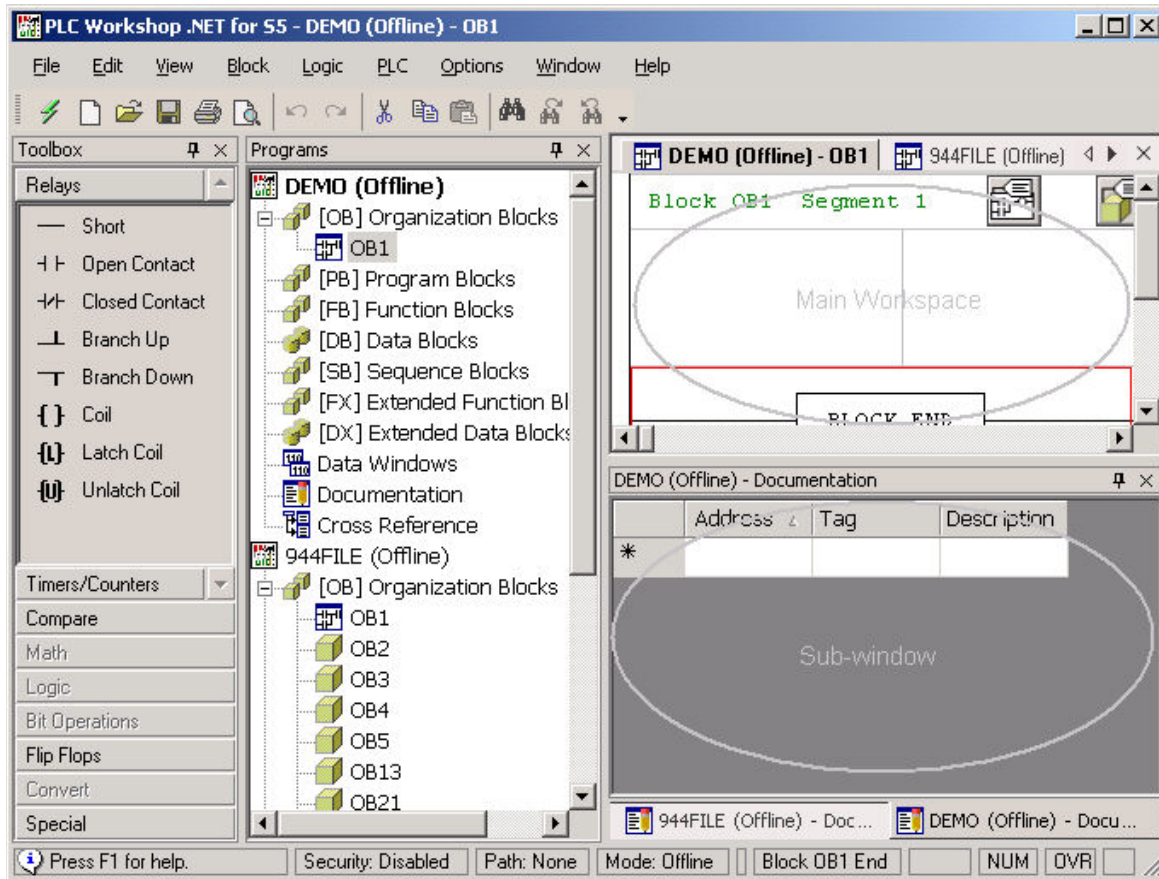 PLC Workshop .NET for S5 - DEMO (Offline) - OB1
File Edit View Block Logic PLC Options Window Help
Toolbox
Relays
Short
Open Contact
Closed Contact
Branch Up
Branch Down
{ } Coil
{L} Latch Coil
{U} Unlatch Coil
Timers/Counters
Compare
Math
Logic
Bit Operations
Flip Flops
Convert
Special
Programs
DEMO (Offline)
[OB] Organization Blocks
OB1
[PB] Program Blocks
[FB] Function Blocks
[DB] Data Blocks
[SB] Sequence Blocks
[FX] Extended Function Bl
[DX] Extended Data Blocks
Data Windows
Documentation
Cross Reference
944FILE (Offline)
[OB] Organization Blocks
OB1
OB2
OB3
OB4
OB5
OB13
OB21
DEMO (Offline) - OB1 944FILE (Offline)
Block OB1 Segment 1
Main Workspace
BLOCK END
DEMO (Offline) - Documentation
Address Tag Description
Sub-window
944FILE (Offline) - Doc... DEMO (Offline) - Docu...
Press F1 for help. Security: Disabled Path: None Mode: Offline Block OB1 End NUM OVR